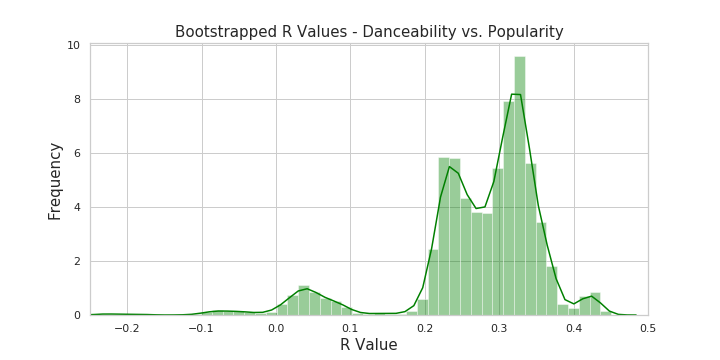 Bootstrapped R Values - Danceability vs. Popularity
10
8
6
4
2
0
Frequency
−0.2 −0.1 0.0 0.1 0.2 0.3 0.4 0.5
R Value